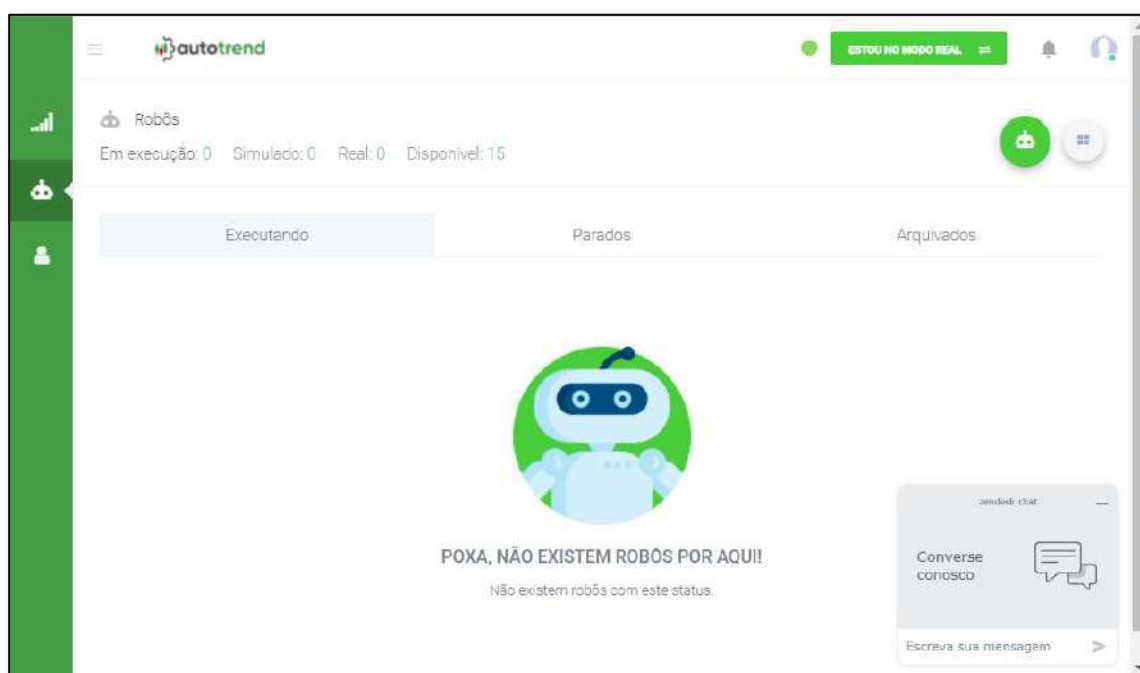 autotrend
ESTOU NO MODO REAL
Robôs
Em execução: 0 Simulado: 0 Real: 0 Disponível: 15
Executando Parados Arquivados
POXA, NÃO EXISTEM ROBÔS POR AQUI!
Não existem robôs com este status.
zendesk chat
Converse
conosco
Escreva sua mensagem